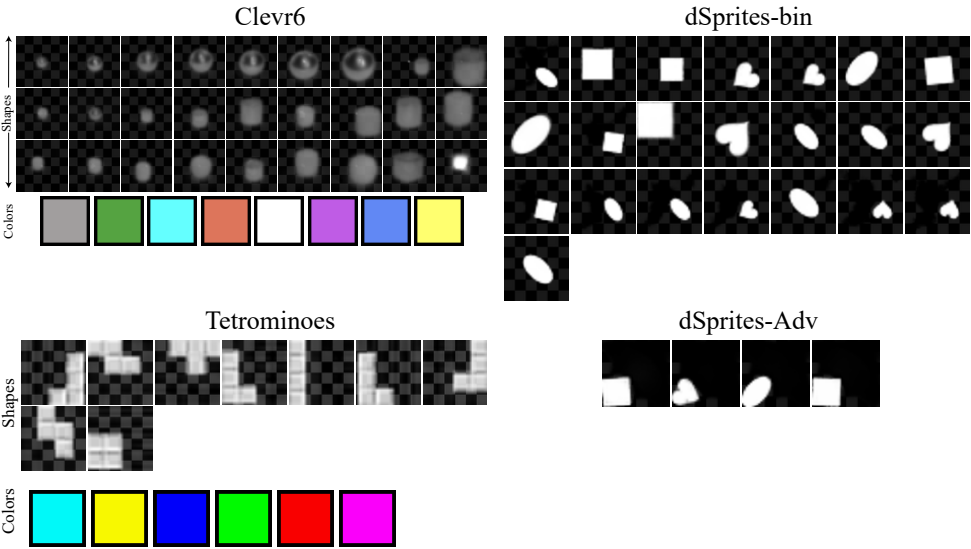 Clevr6
dSprites-bin
Shapes
Colors
Tetrominoes
dSprites-Adv
Shapes
Colors